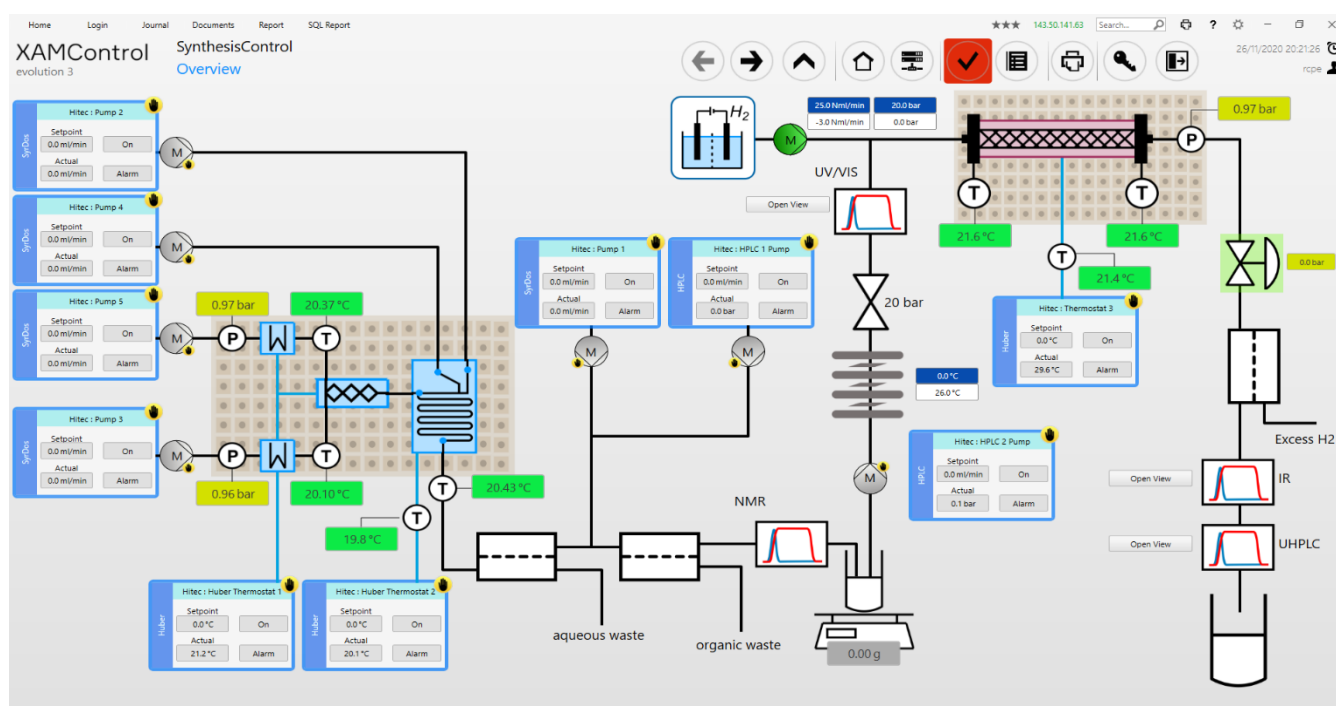 Home Login Journal Documents Report SQL Report
★★★ 143.50.141.63 Search... ?
XAMControl
evolution 3
SynthesisControl
Overview
26/11/2020 20:21:26
rcpe
SyrDos
Hitec : Pump 2
Setpoint
0.0 ml/min On
Actual
0.0 ml/min Alarm
M
SyrDos
Hitec : Pump 4
Setpoint
0.0 ml/min On
Actual
0.0 ml/min Alarm
M
SyrDos
Hitec : Pump 5
Setpoint
0.0 ml/min On
Actual
0.0 ml/min Alarm
M
SyrDos
Hitec : Pump 3
Setpoint
0.0 ml/min On
Actual
0.0 ml/min Alarm
M
0.97 bar
20.37 °C
P
T
P
T
0.96 bar
20.10 °C
T
20.43 °C
T
19.8 °C
Huber
Hitec : Huber Thermostat 1
Setpoint
0.0 °C On
Actual
21.2 °C Alarm
Huber
Hitec : Huber Thermostat 2
Setpoint
0.0 °C On
Actual
20.1 °C Alarm
SyrDos
Hitec : Pump 1
Setpoint
0.0 ml/min On
Actual
0.0 ml/min Alarm
M
HPLC
Hitec : HPLC 1 Pump
Setpoint
0.0 ml/min On
Actual
0.0 bar Alarm
M
aqueous waste
organic waste
NMR
0.00 g
H2
M
25.0 Nml/min 20.0 bar
-3.0 Nml/min 0.0 bar
UV/VIS
Open View
20 bar
0.0 °C
26.0 °C
M
HPLC
Hitec : HPLC 2 Pump
Setpoint
0.0 ml/min On
Actual
0.1 bar Alarm
P
0.97 bar
T
T
21.6 °C
21.6 °C
T
21.4 °C
Huber
Hitec : Thermostat 3
Setpoint
0.0 °C On
Actual
29.6 °C Alarm
0.0 bar
Excess H2
Open View
IR
Open View
UHPLC